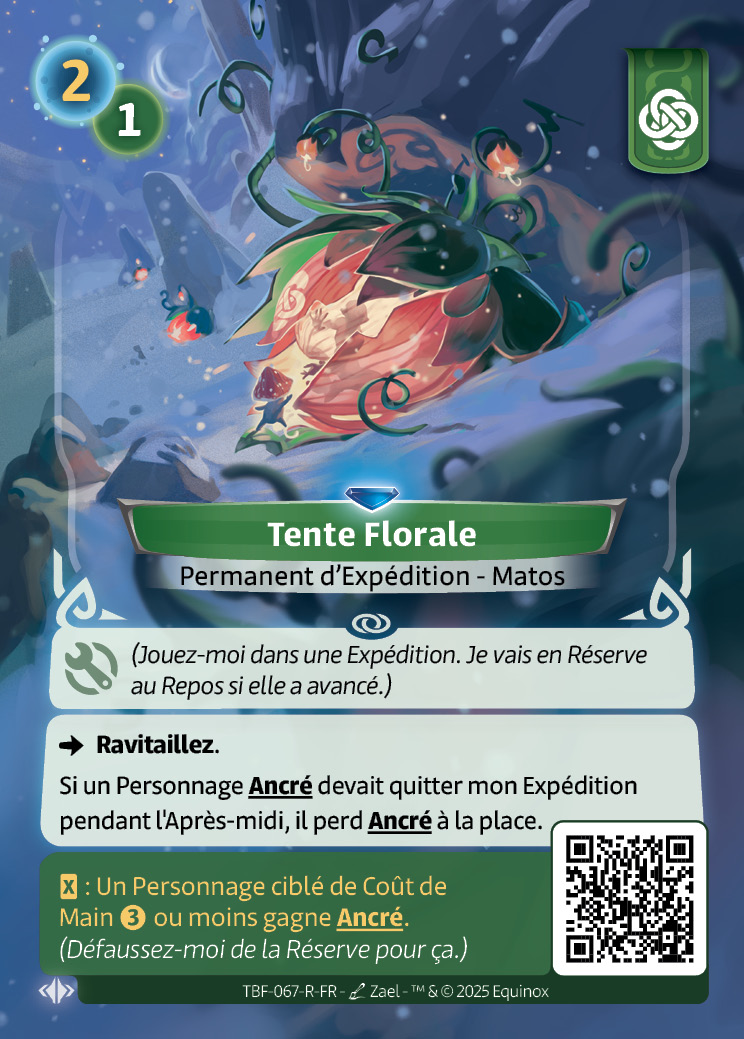 2
1
Tente Florale
Permanent d’Expédition - Matos
(Jouez-moi dans une Expédition. Je vais en Réserve
au Repos si elle a avancé.)
Ravitaillez.
Si un Personnage Ancré devait quitter mon Expédition
pendant l'Après-midi, il perd Ancré à la place.
X : Un Personnage ciblé de Coût de
Main 3 ou moins gagne Ancré.
(Défaussez-moi de la Réserve pour ça.)
TBF-067-R-FR - Zael - ™ & © 2025 Equinox